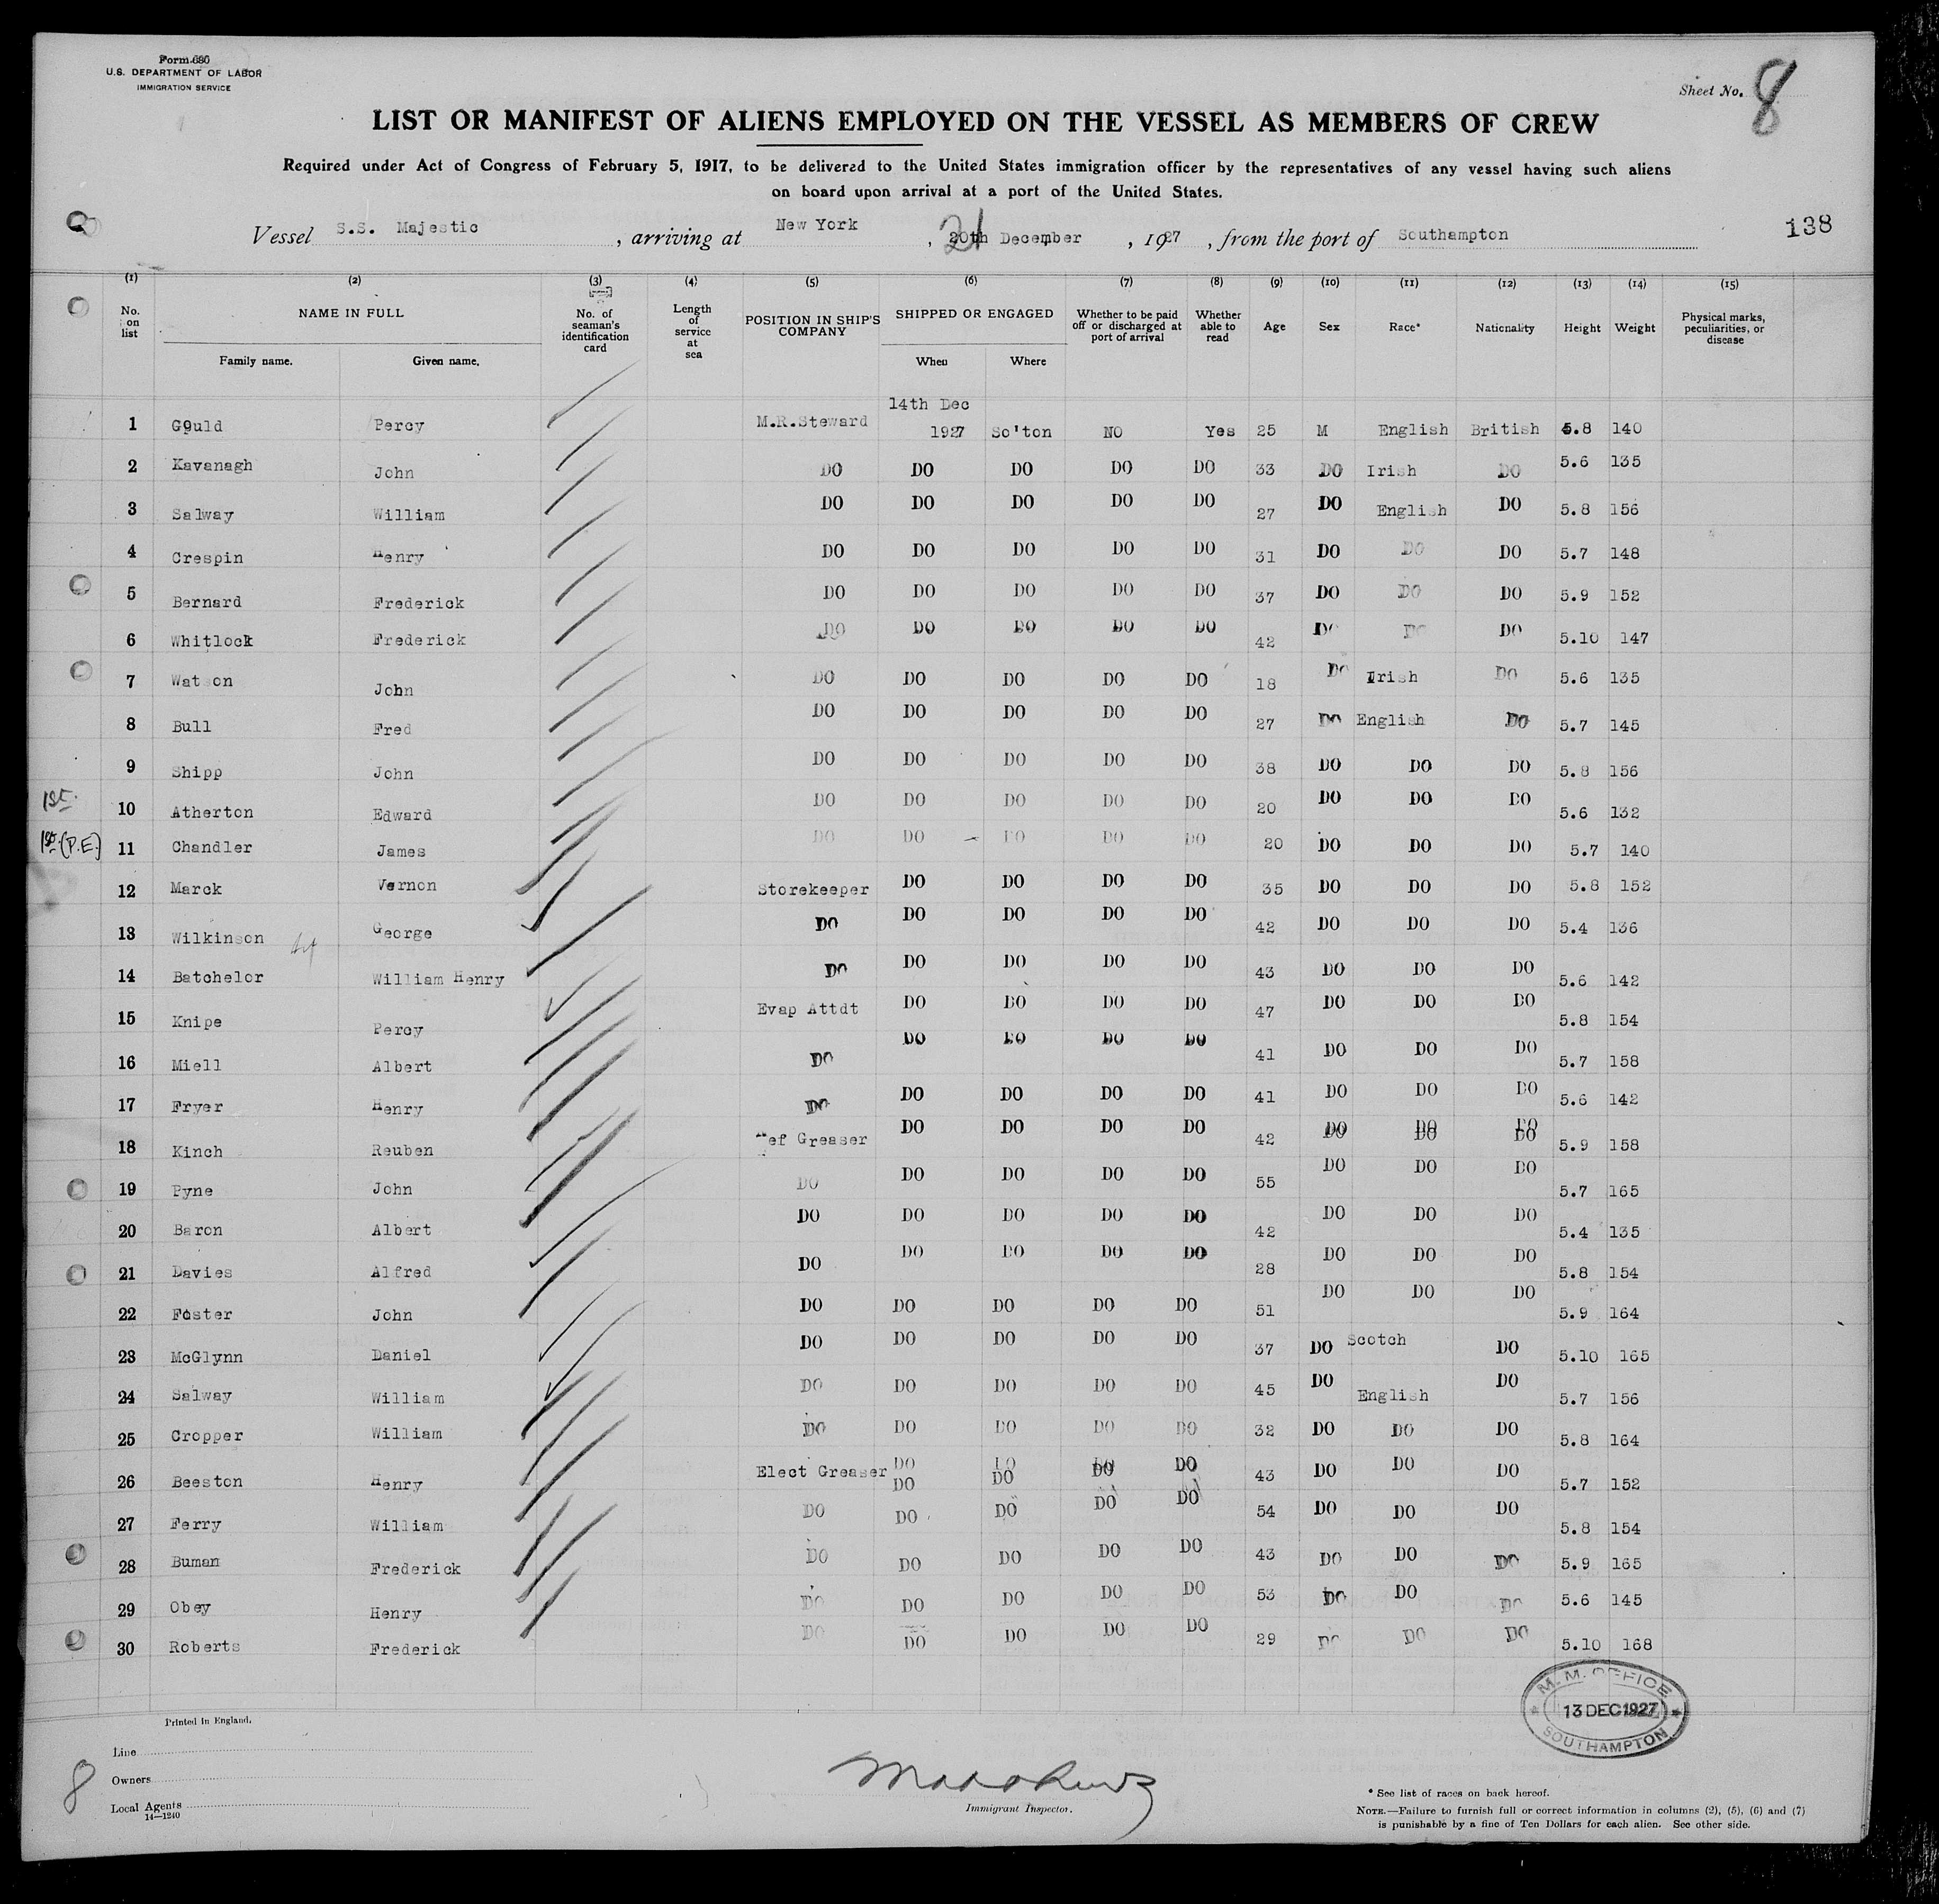 Form 680
U.S. DEPARTMENT OF LABOR
IMMIGRATION SERVICE
Sheet No. 8
LIST OR MANIFEST OF ALIENS EMPLOYED ON THE VESSEL AS MEMBERS OF CREW
Required under Act of Congress of February 5, 1917, to be delivered to the United States immigration officer by the representatives of any vessel having such aliens
on board upon arrival at a port of the United States.
Vessel S.S. Majestic , arriving at New York , 20th 21 December , 1927 , from the port of Southampton 138
(1) (2) (3) (4) (5) (6) (7) (8) (9) (10) (11) (12) (13) (14) (15)
No. on list NAME IN FULL Family name. Given name. No. of seaman's identification card Length of service at sea POSITION IN SHIP'S COMPANY SHIPPED OR ENGAGED When Where Whether to be paid off or discharged at port of arrival Whether able to read Age Sex Race* Nationality Height Weight Physical marks, peculiarities, or disease
1 Gould Percy M.R.Steward 14th Dec 1927 So'ton NO Yes 25 M English British 5.8 140
2 Kavanagh John DO DO DO DO DO 33 DO Irish DO 5.6 135
3 Salway William DO DO DO DO DO 27 DO English DO 5.8 156
4 Crespin Henry DO DO DO DO DO 31 DO DO DO 5.7 148
5 Bernard Frederick DO DO DO DO DO 37 DO DO DO 5.9 152
6 Whitlock Frederick DO DO DO DO DO 42 DO DO DO 5.10 147
7 Watson John DO DO DO DO DO 18 DO Irish DO 5.6 135
8 Bull Fred DO DO DO DO DO 27 DO English DO 5.7 145
9 Shipp John DO DO DO DO DO 38 DO DO DO 5.8 156
1st. 10 Atherton Edward DO DO DO DO DO 20 DO DO DO 5.6 132
1st (P.E.) 11 Chandler James DO DO DO DO DO 20 DO DO DO 5.7 140
12 Marck Vernon Storekeeper DO DO DO DO 35 DO DO DO 5.8 152
13 Wilkinson George DO DO DO DO DO 42 DO DO DO 5.4 136
14 Batchelor William Henry DO DO DO DO DO 43 DO DO DO 5.6 142
15 Knipe Percy Evap Attdt DO DO DO DO 47 DO DO DO 5.8 154
16 Miell Albert DO DO DO DO DO 41 DO DO DO 5.7 158
17 Fryer Henry DO DO DO DO DO 41 DO DO DO 5.6 142
18 Kinch Reuben Ref Greaser DO DO DO DO 42 DO DO DO 5.9 158
19 Pyne John DO DO DO DO DO 55 DO DO DO 5.7 165
20 Baron Albert DO DO DO DO DO 42 DO DO DO 5.4 135
21 Davies Alfred DO DO DO DO DO 28 DO DO DO 5.8 154
22 Foster John DO DO DO DO DO 51 DO DO DO 5.9 164
23 McGlynn Daniel DO DO DO DO DO 37 DO Scotch DO 5.10 165
24 Salway William DO DO DO DO DO 45 DO English DO 5.7 156
25 Cropper William DO DO DO DO DO 32 DO DO DO 5.8 164
26 Beeston Henry Elect Greaser DO DO DO DO 43 DO DO DO 5.7 152
27 Ferry William DO DO DO DO DO 54 DO DO DO 5.8 154
28 Buman Frederick DO DO DO DO DO 43 DO DO DO 5.9 165
29 Obey Henry DO DO DO DO DO 53 DO DO DO 5.6 145
30 Roberts Frederick DO DO DO DO DO 29 DO DO DO 5.10 168
M.M. OFFICE
13 DEC 1927
SOUTHAMPTON
Printed in England.
Line
Owners
Local Agents
14—1240
8
Immigrant Inspector.
* See list of races on back hereof.
NOTE.—Failure to furnish full or correct information in columns (2), (5), (6) and (7)
is punishable by a fine of Ten Dollars for each alien. See other side.